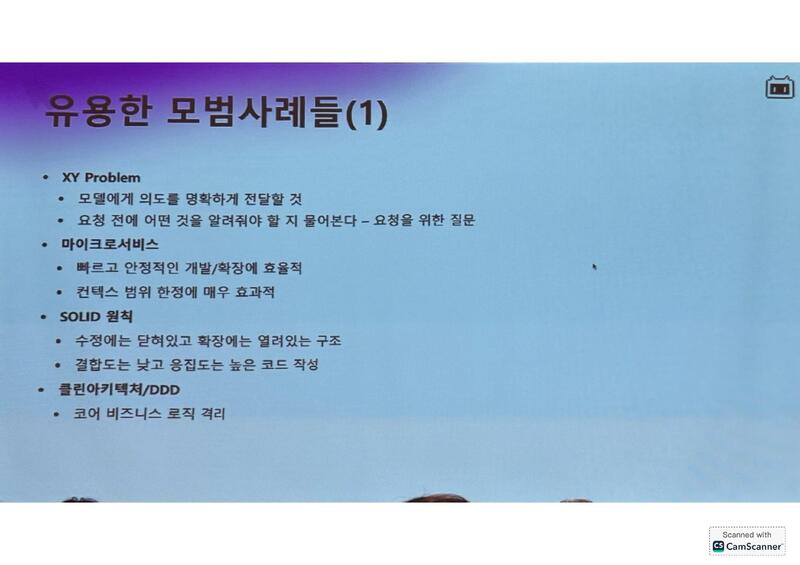 유용한 모범사례들(1)
• XY Problem
• 모델에게 의도를 명확하게 전달할 것
• 요청 전에 어떤 것을 알려줘야 할 지 물어본다 – 요청을 위한 질문
• 마이크로서비스
• 빠르고 안정적인 개발/확장에 효율적
• 컨텍스 범위 한정에 매우 효과적
• SOLID 원칙
• 수정에는 닫혀있고 확장에는 열려있는 구조
• 결합도는 낮고 응집도는 높은 코드 작성
• 클린아키텍처/DDD
• 코어 비즈니스 로직 격리
Scanned with
CS CamScanner